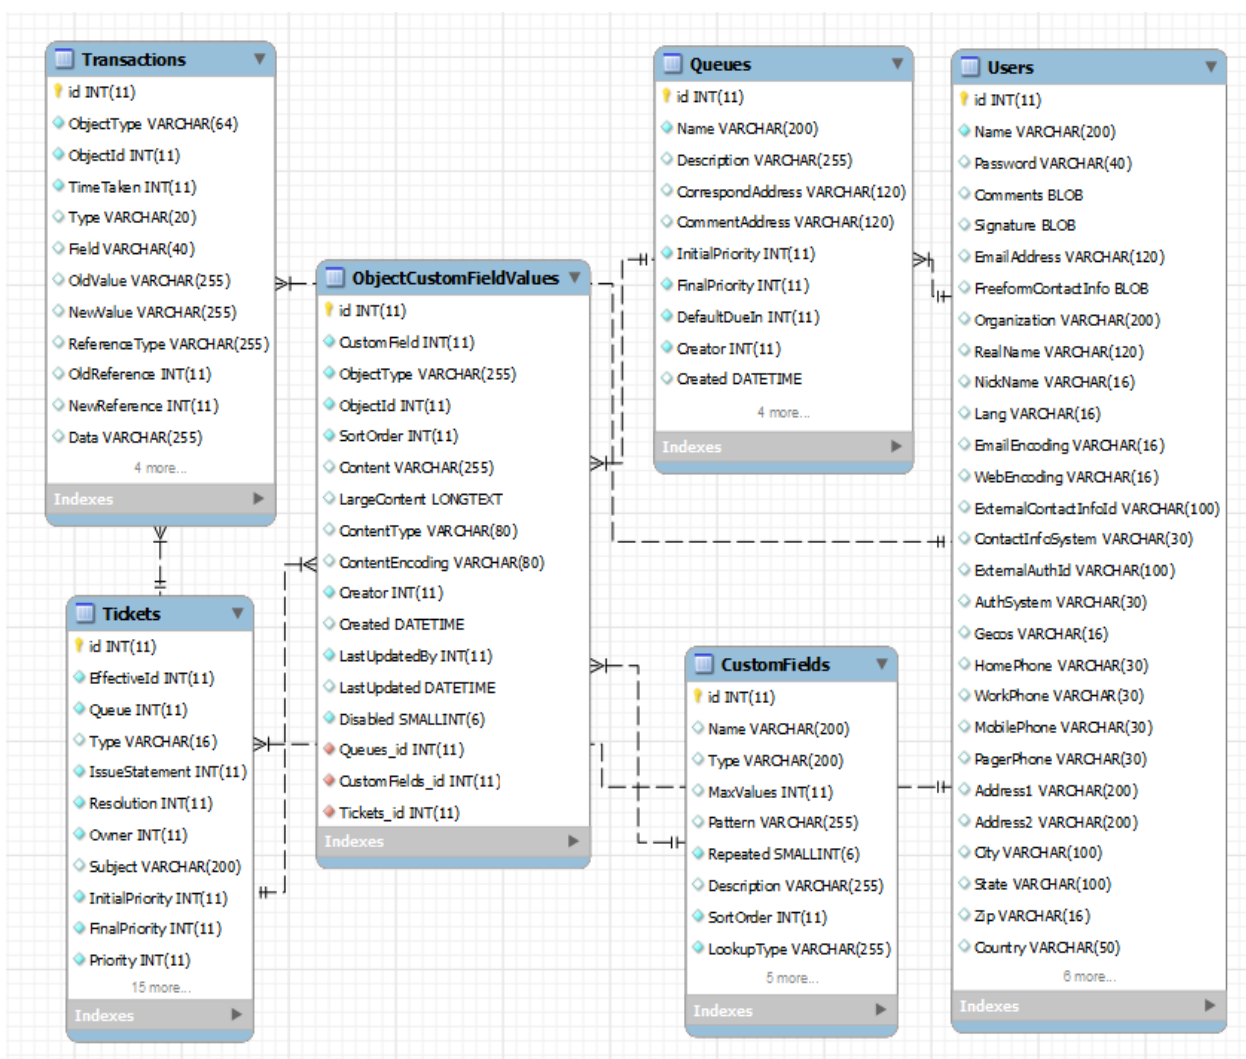 Transactions
id INT(11)
ObjectType VARCHAR(64)
ObjectId INT(11)
TimeTaken INT(11)
Type VARCHAR(20)
Field VARCHAR(40)
OldValue VARCHAR(255)
NewValue VARCHAR(255)
ReferenceType VARCHAR(255)
OldReference INT(11)
NewReference INT(11)
Data VARCHAR(255)
4 more...
Indexes
Tickets
id INT(11)
EffectiveId INT(11)
Queue INT(11)
Type VARCHAR(16)
IssueStatement INT(11)
Resolution INT(11)
Owner INT(11)
Subject VARCHAR(200)
InitialPriority INT(11)
FinalPriority INT(11)
Priority INT(11)
15 more...
Indexes
ObjectCustomFieldValues
id INT(11)
CustomField INT(11)
ObjectType VARCHAR(255)
ObjectId INT(11)
SortOrder INT(11)
Content VARCHAR(255)
LargeContent LONGTEXT
ContentType VARCHAR(80)
ContentEncoding VARCHAR(80)
Creator INT(11)
Created DATETIME
LastUpdatedBy INT(11)
LastUpdated DATETIME
Disabled SMALLINT(6)
Queues_id INT(11)
CustomFields_id INT(11)
Tickets_id INT(11)
Indexes
Queues
id INT(11)
Name VARCHAR(200)
Description VARCHAR(255)
CorrespondAddress VARCHAR(120)
CommentAddress VARCHAR(120)
InitialPriority INT(11)
FinalPriority INT(11)
DefaultDueIn INT(11)
Creator INT(11)
Created DATETIME
4 more...
Indexes
CustomFields
id INT(11)
Name VARCHAR(200)
Type VARCHAR(200)
MaxValues INT(11)
Pattern VARCHAR(255)
Repeated SMALLINT(6)
Description VARCHAR(255)
SortOrder INT(11)
LookupType VARCHAR(255)
5 more...
Indexes
Users
id INT(11)
Name VARCHAR(200)
Password VARCHAR(40)
Comments BLOB
Signature BLOB
EmailAddress VARCHAR(120)
FreeformContactInfo BLOB
Organization VARCHAR(200)
RealName VARCHAR(120)
NickName VARCHAR(16)
Lang VARCHAR(16)
EmailEncoding VARCHAR(16)
WebEncoding VARCHAR(16)
ExternalContactInfoId VARCHAR(100)
ContactInfoSystem VARCHAR(30)
ExternalAuthId VARCHAR(100)
AuthSystem VARCHAR(30)
Gecos VARCHAR(16)
HomePhone VARCHAR(30)
WorkPhone VARCHAR(30)
MobilePhone VARCHAR(30)
PagerPhone VARCHAR(30)
Address1 VARCHAR(200)
Address2 VARCHAR(200)
City VARCHAR(100)
State VARCHAR(100)
Zip VARCHAR(16)
Country VARCHAR(50)
6 more...
Indexes